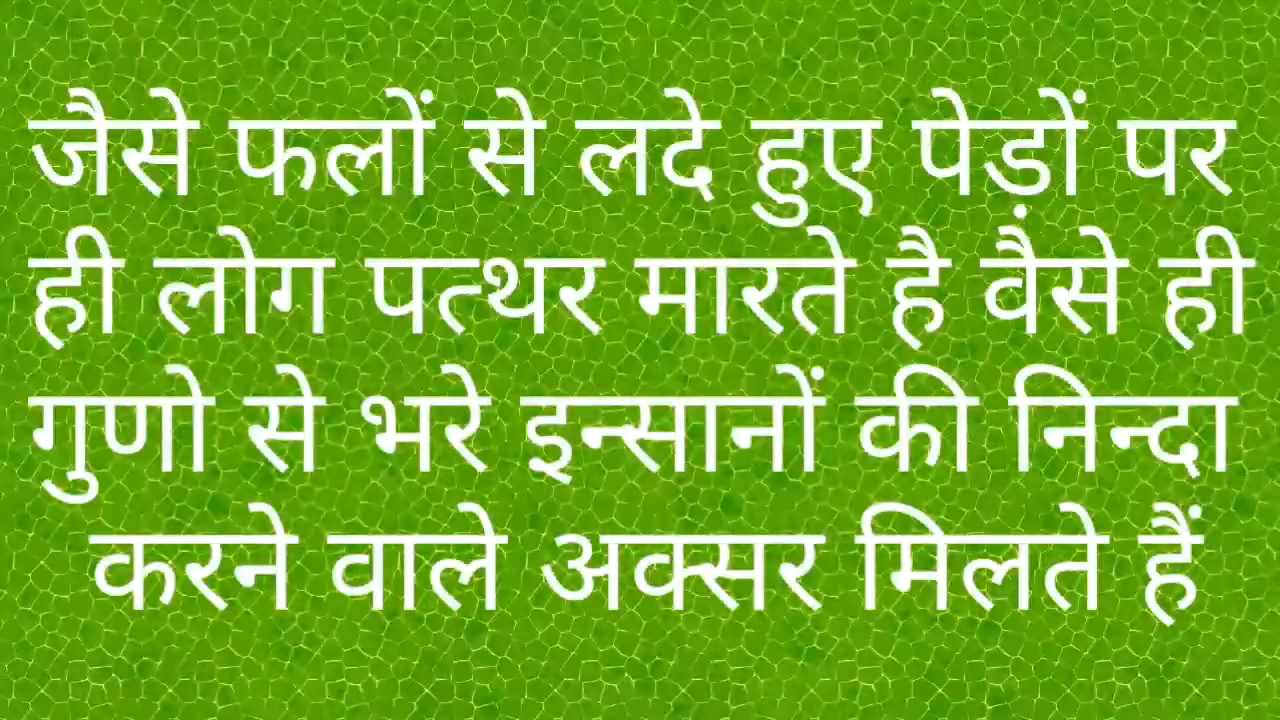 जैसे फलों से लदे हुए पेड़ों पर
ही लोग पत्थर मारते है वैसे ही
गुणो से भरे इन्सानों की निन्दा
करने वाले अक्सर मिलते हैं